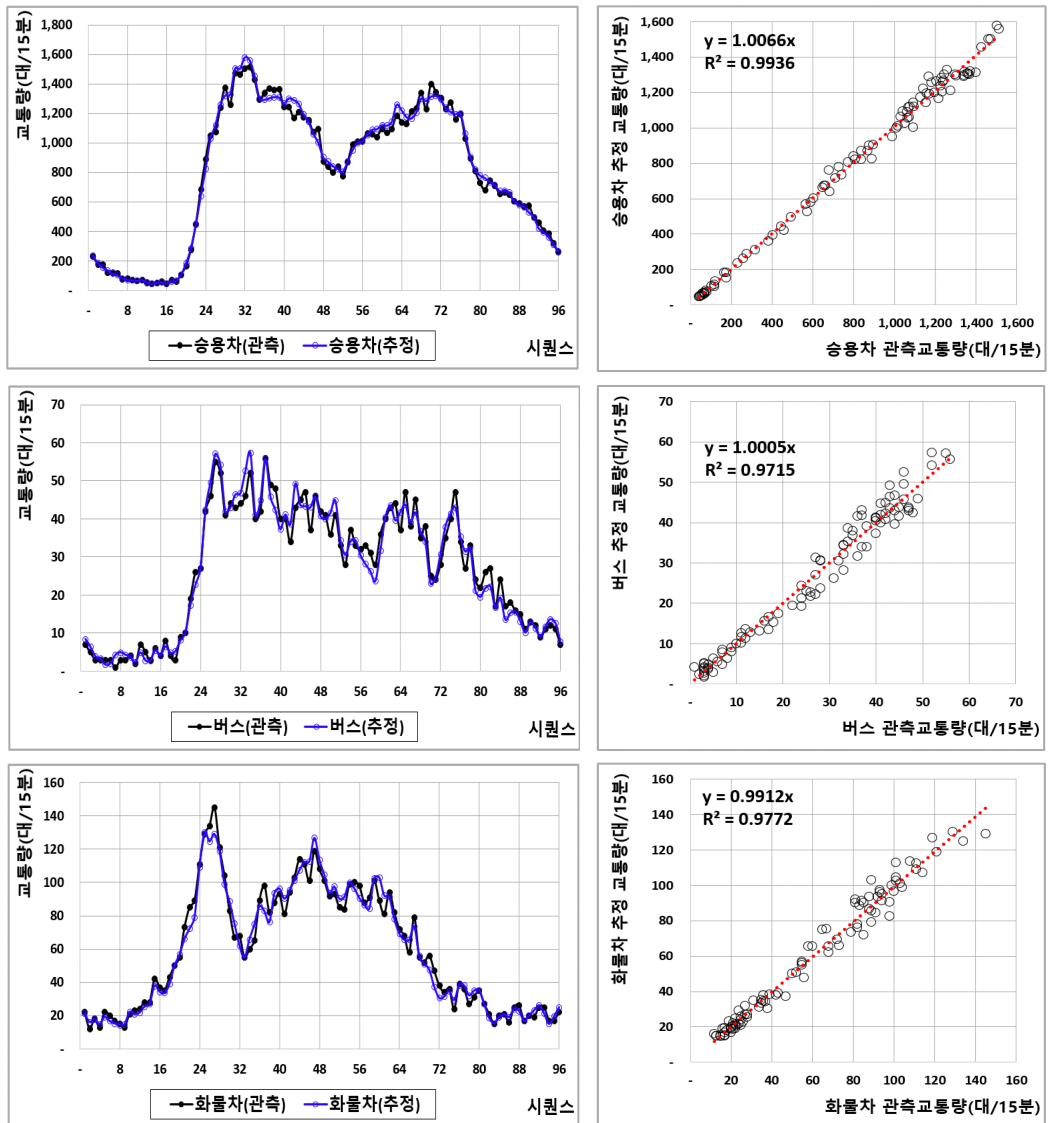 교통량(대/15분)
1,800
1,600
1,400
1,200
1,000
800
600
400
200
-
- 8 16 24 32 40 48 56 64 72 80 88 96
승용차(관측) 승용차(추정)
시퀀스
승용차 추정 교통량(대/15분)
y = 1.0066x
R² = 0.9936
1,600
1,400
1,200
1,000
800
600
400
200
-
- 200 400 600 800 1,000 1,200 1,400 1,600
승용차 관측교통량(대/15분)
교통량(대/15분)
70
60
50
40
30
20
10
-
- 8 16 24 32 40 48 56 64 72 80 88 96
버스(관측) 버스(추정)
시퀀스
버스 추정 교통량(대/15분)
y = 1.0005x
R² = 0.9715
70
60
50
40
30
20
10
-
- 10 20 30 40 50 60 70
버스 관측교통량(대/15분)
교통량(대/15분)
160
140
120
100
80
60
40
20
-
- 8 16 24 32 40 48 56 64 72 80 88 96
화물차(관측) 화물차(추정)
시퀀스
화물차 추정 교통량(대/15분)
y = 0.9912x
R² = 0.9772
160
140
120
100
80
60
40
20
-
- 20 40 60 80 100 120 140 160
화물차 관측교통량(대/15분)